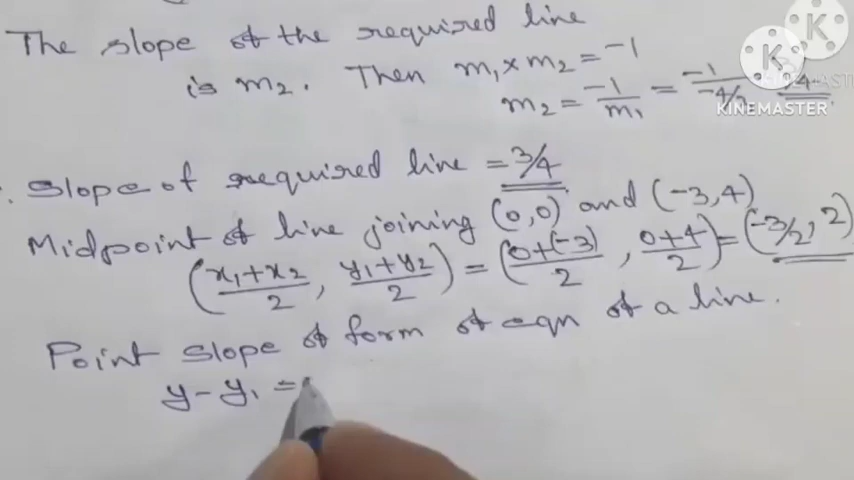 The slope of the required line
is m₂. Then m₁ × m₂ = -1
m₂ = -1/m₁ = -1/
KINEMASTER
∴ Slope of required line = 3/4
Midpoint of line joining (0,0) and (-3,4)
(x₁+x₂/2, y₁+y₂/2) = (0+(-3)/2, 0+4/2) = (-3/2, 2)
Point slope of form of eqn of a line.
y - y₁ =